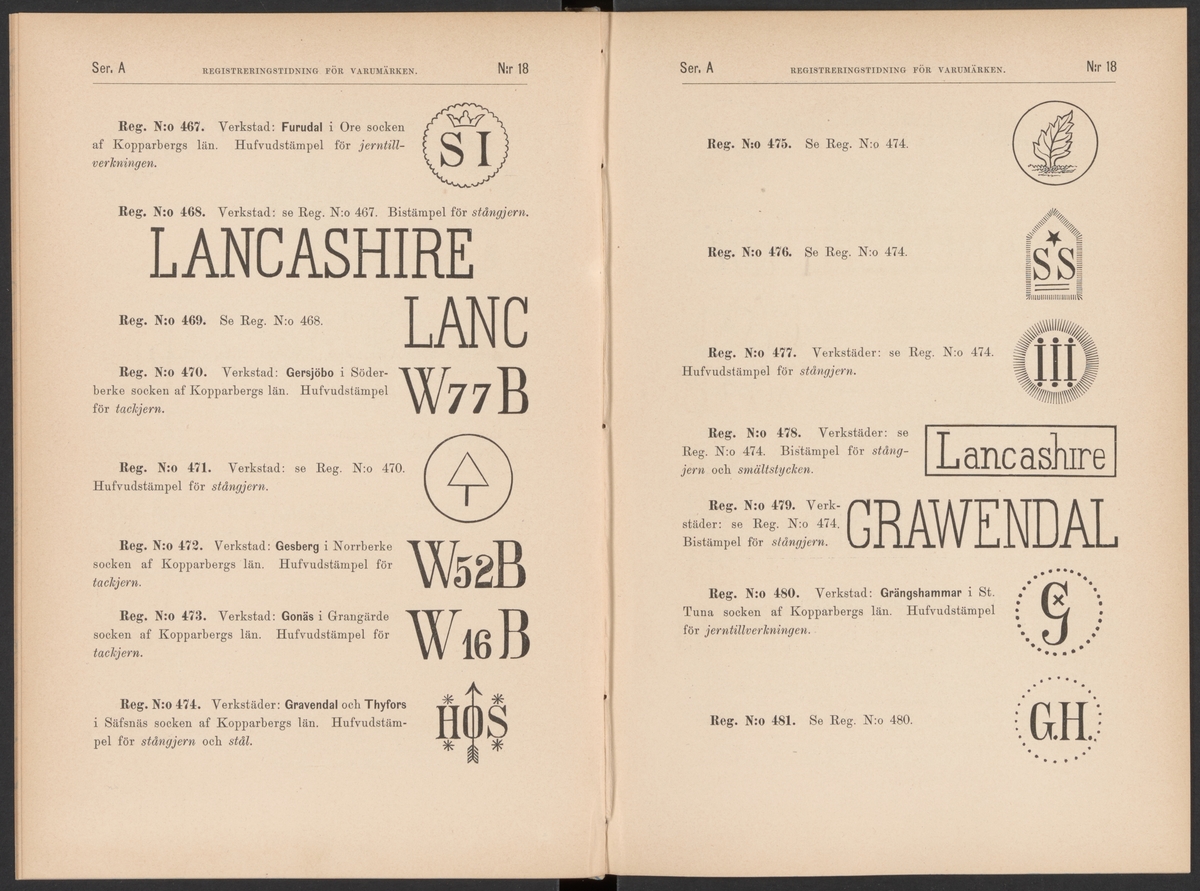 Ser. A REGISTRERINGSTIDNING FÖR VARUMÄRKEN. N:r 18
Reg. N:o 467. Verkstad: Furudal i Ore socken
af Kopparbergs län. Hufvudstämpel för jerntill-
verkningen.
S I
Reg. N:o 468. Verkstad: se Reg. N:o 467. Bistämpel för stångjern.
LANCASHIRE
Reg. N:o 469. Se Reg. N:o 468.
LANC
Reg. N:o 470. Verkstad: Gersjöbo i Söder-
berke socken af Kopparbergs län. Hufvudstämpel
för tackjern.
W77B
Reg. N:o 471. Verkstad: se Reg. N:o 470.
Hufvudstämpel för stångjern.
Reg. N:o 472. Verkstad: Gesberg i Norrberke
socken af Kopparbergs län. Hufvudstämpel för
tackjern.
W52B
Reg. N:o 473. Verkstad: Gonäs i Grangärde
socken af Kopparbergs län. Hufvudstämpel för
tackjern.
W16B
Reg. N:o 474. Verkstäder: Gravendal och Thyfors
i Säfsnäs socken af Kopparbergs län. Hufvudstäm-
pel för stångjern och stål.
HOS
Ser. A REGISTRERINGSTIDNING FÖR VARUMÄRKEN. N:r 18
Reg. N:o 475. Se Reg. N:o 474.
Reg. N:o 476. Se Reg. N:o 474.
SS
Reg. N:o 477. Verkstäder: se Reg. N:o 474.
Hufvudstämpel för stångjern.
III
Reg. N:o 478. Verkstäder: se
Reg. N:o 474. Bistämpel för stång-
jern och smältstycken.
Lancashire
Reg. N:o 479. Verk-
städer: se Reg. N:o 474.
Bistämpel för stångjern.
GRAWENDAL
Reg. N:o 480. Verkstad: Grängshammar i St.
Tuna socken af Kopparbergs län. Hufvudstämpel
för jerntillverkningen.
G
Reg. N:o 481. Se Reg. N:o 480.
G.H.